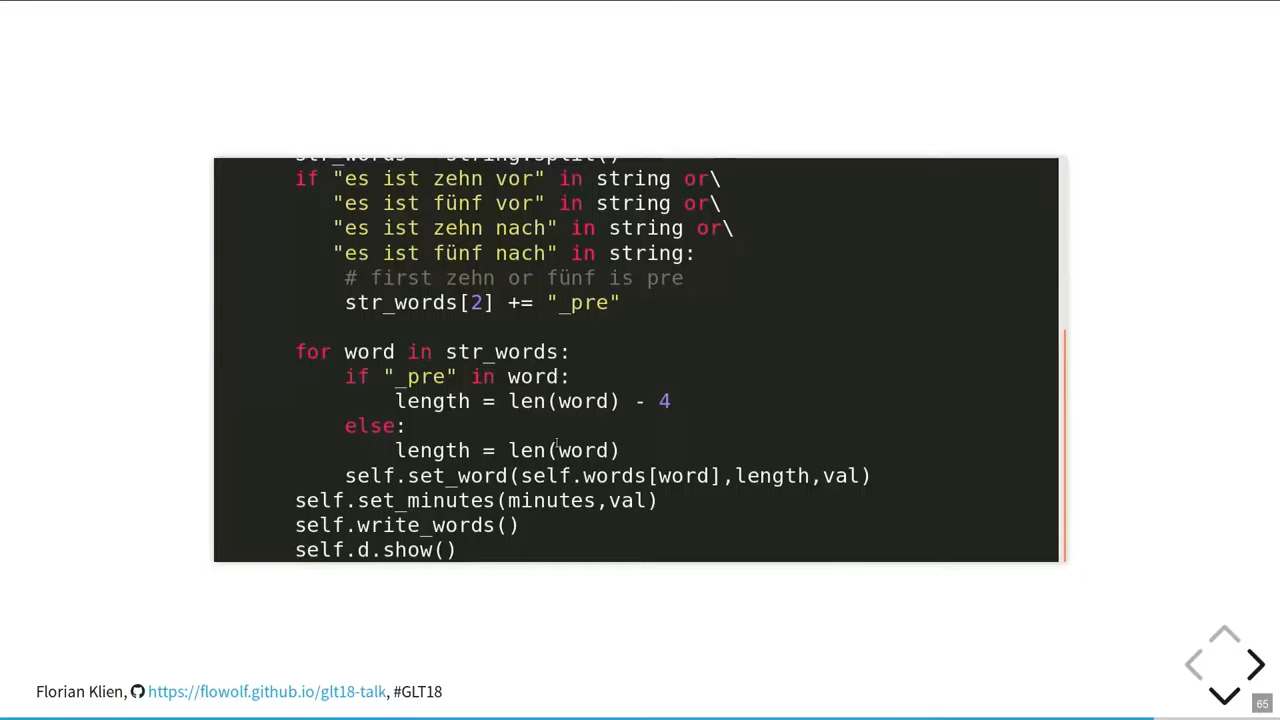 str_words = string.split()
if "es ist zehn vor" in string or\
"es ist fünf vor" in string or\
"es ist zehn nach" in string or\
"es ist fünf nach" in string:
# first zehn or fünf is pre
str_words[2] += "_pre"
for word in str_words:
if "_pre" in word:
length = len(word) - 4
else:
length = len(word)
self.set_word(self.words[word],length,val)
self.set_minutes(minutes,val)
self.write_words()
self.d.show()
Florian Klien, https://flowolf.github.io/glt18-talk, #GLT18
65